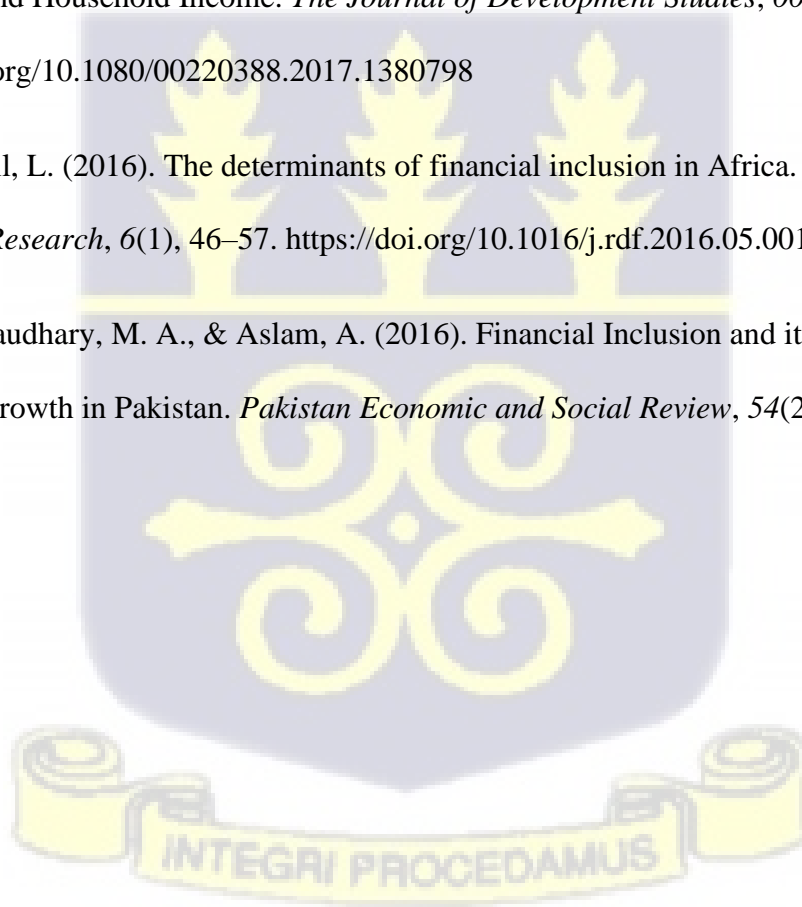 nd Household Income. The Journal of Development Studies, 00
org/10.1080/00220388.2017.1380798
l, L. (2016). The determinants of financial inclusion in Africa.
Research, 6(1), 46–57. https://doi.org/10.1016/j.rdf.2016.05.001
audhary, M. A., & Aslam, A. (2016). Financial Inclusion and it
rowth in Pakistan. Pakistan Economic and Social Review, 54(2
INTEGRI PROCEDAMUS